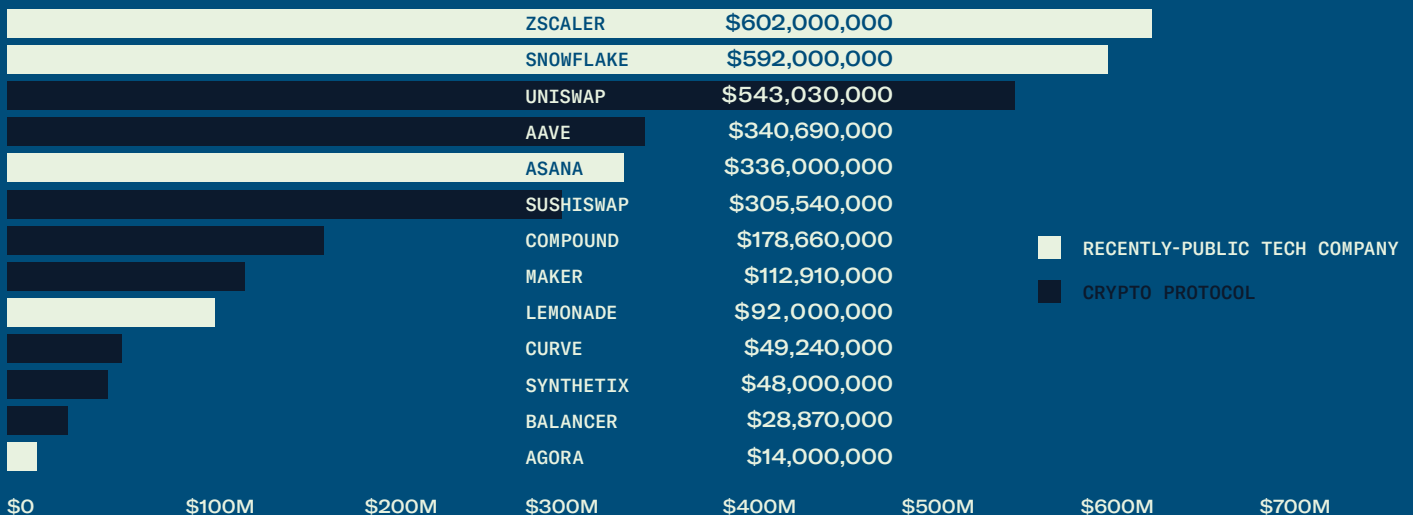 ZSCALER $602,000,000
SNOWFLAKE $592,000,000
UNISWAP $543,030,000
AAVE $340,690,000
ASANA $336,000,000
SUSHISWAP $305,540,000
COMPOUND $178,660,000
MAKER $112,910,000
LEMONADE $92,000,000
CURVE $49,240,000
SYNTHETIX $48,000,000
BALANCER $28,870,000
AGORA $14,000,000
RECENTLY-PUBLIC TECH COMPANY
CRYPTO PROTOCOL
$0 $100M $200M $300M $400M $500M $600M $700M